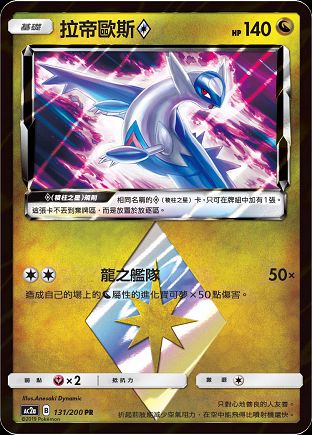 基礎 拉帝歐斯◇ HP 140
◇(稜柱之星)規則
相同名稱的◇(稜柱之星)卡，只可在牌組中加有1張。
這張卡不丟到棄牌區，而是放置於放逐區。
龍之艦隊 50×
造成自己的場上的屬性的進化寶可夢×50點傷害。
弱點 ×2 抵抗力 撤退
Illus.Anesaki Dynamic
AC2a B 131/200 PR
©2019 Pokémon
只對心地善良的人友善。
折起前肢能減少空氣阻力，在空中能飛得比噴射機還快。